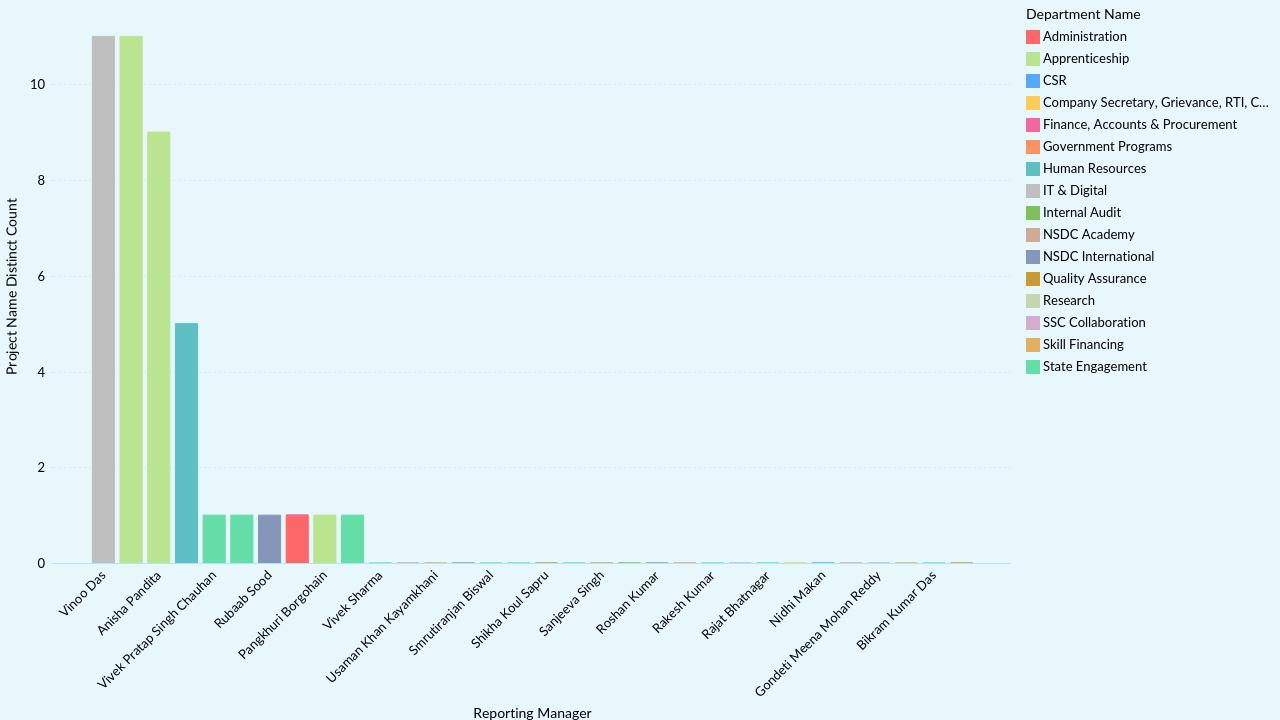 Department Name
Administration
Apprenticeship
CSR
Company Secretary, Grievance, RTI, C...
Finance, Accounts & Procurement
Government Programs
Human Resources
IT & Digital
Internal Audit
NSDC Academy
NSDC International
Quality Assurance
Research
SSC Collaboration
Skill Financing
State Engagement
Project Name Distinct Count
10
8
6
4
2
0
Vinoo Das
Anisha Pandita
Vivek Pratap Singh Chauhan
Rubaab Sood
Pangkhuri Borgohain
Vivek Sharma
Usaman Khan Kayamkhani
Smrutiranjan Biswal
Shikha Koul Sapru
Sanjeeva Singh
Roshan Kumar
Rakesh Kumar
Rajat Bhatnagar
Nidhi Makan
Gondeti Meena Mohan Reddy
Bikram Kumar Das
Reporting Manager